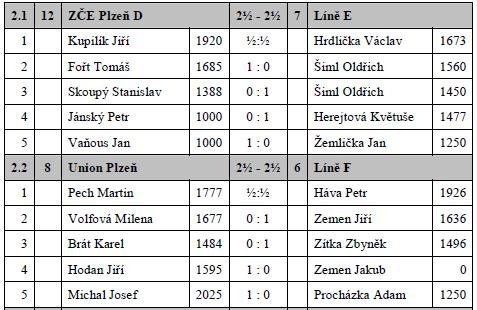 2.1 12 ZČE Plzeň D 2½ - 2½ 7 Líně E
1 Kupilík Jiří 1920 ½:½ Hrdlička Václav 1673
2 Fořt Tomáš 1685 1 : 0 Šiml Oldřich 1560
3 Skoupý Stanislav 1388 0 : 1 Šiml Oldřich 1450
4 Jánský Petr 1000 0 : 1 Herejtová Květuše 1477
5 Vaňous Jan 1000 1 : 0 Žemlička Jan 1250
2.2 8 Union Plzeň 2½ - 2½ 6 Líně F
1 Pech Martin 1777 ½:½ Háva Petr 1926
2 Volfová Milena 1677 0 : 1 Zemen Jiří 1636
3 Brát Karel 1484 0 : 1 Zítka Zbyněk 1496
4 Hodan Jiří 1595 1 : 0 Zemen Jakub 0
5 Michal Josef 2025 1 : 0 Procházka Adam 1250